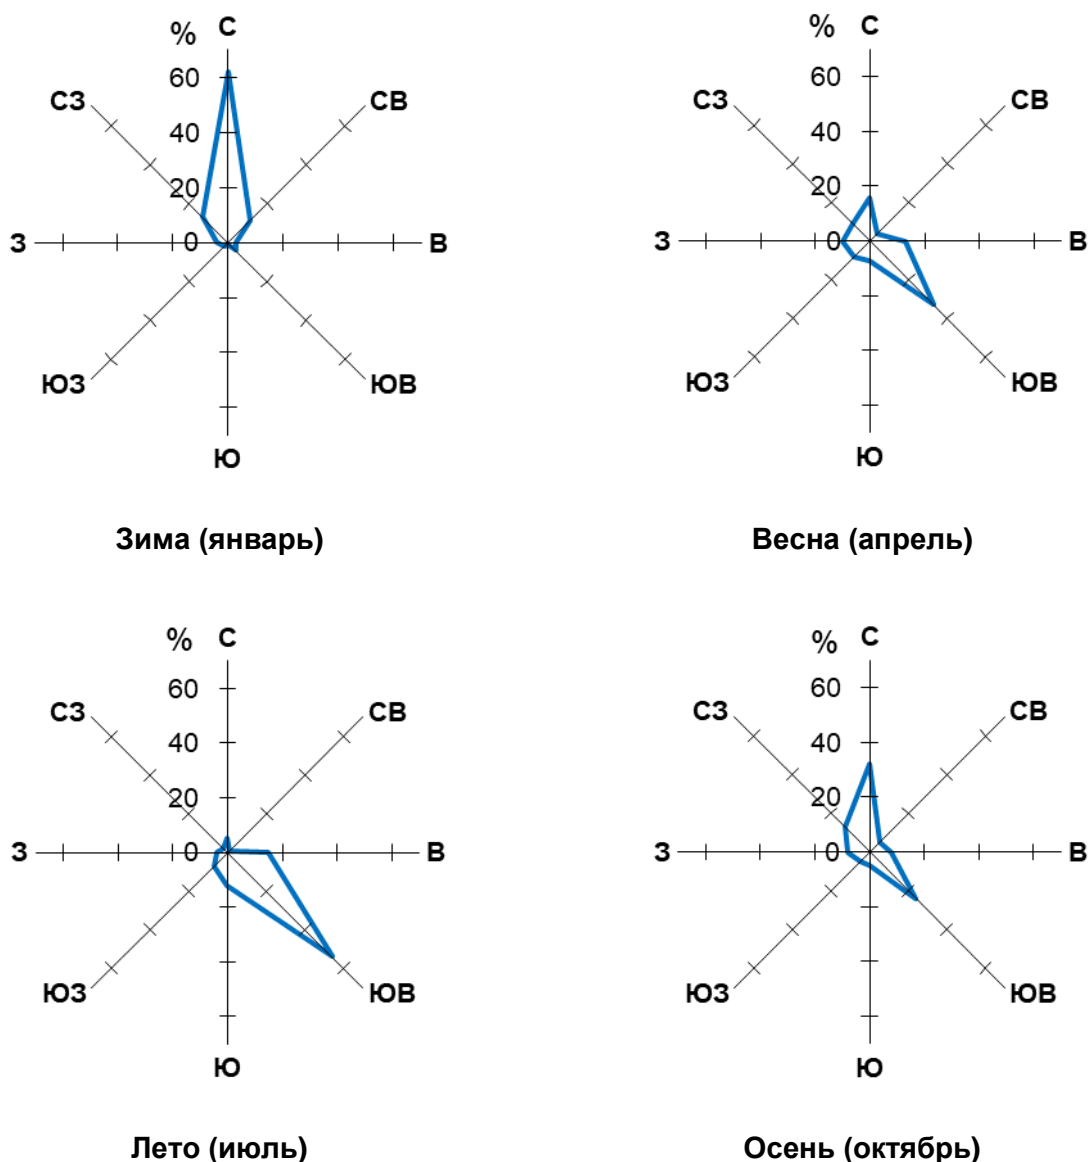 % С
60
СЗ СВ
40
20
З 0 В
ЮЗ ЮВ
Ю
Зима (январь)
% С
60
СЗ СВ
40
20
З 0 В
ЮЗ ЮВ
Ю
Весна (апрель)
% С
60
СЗ СВ
40
20
З 0 В
ЮЗ ЮВ
Ю
Лето (июль)
% С
60
СЗ СВ
40
20
З 0 В
ЮЗ ЮВ
Ю
Осень (октябрь)